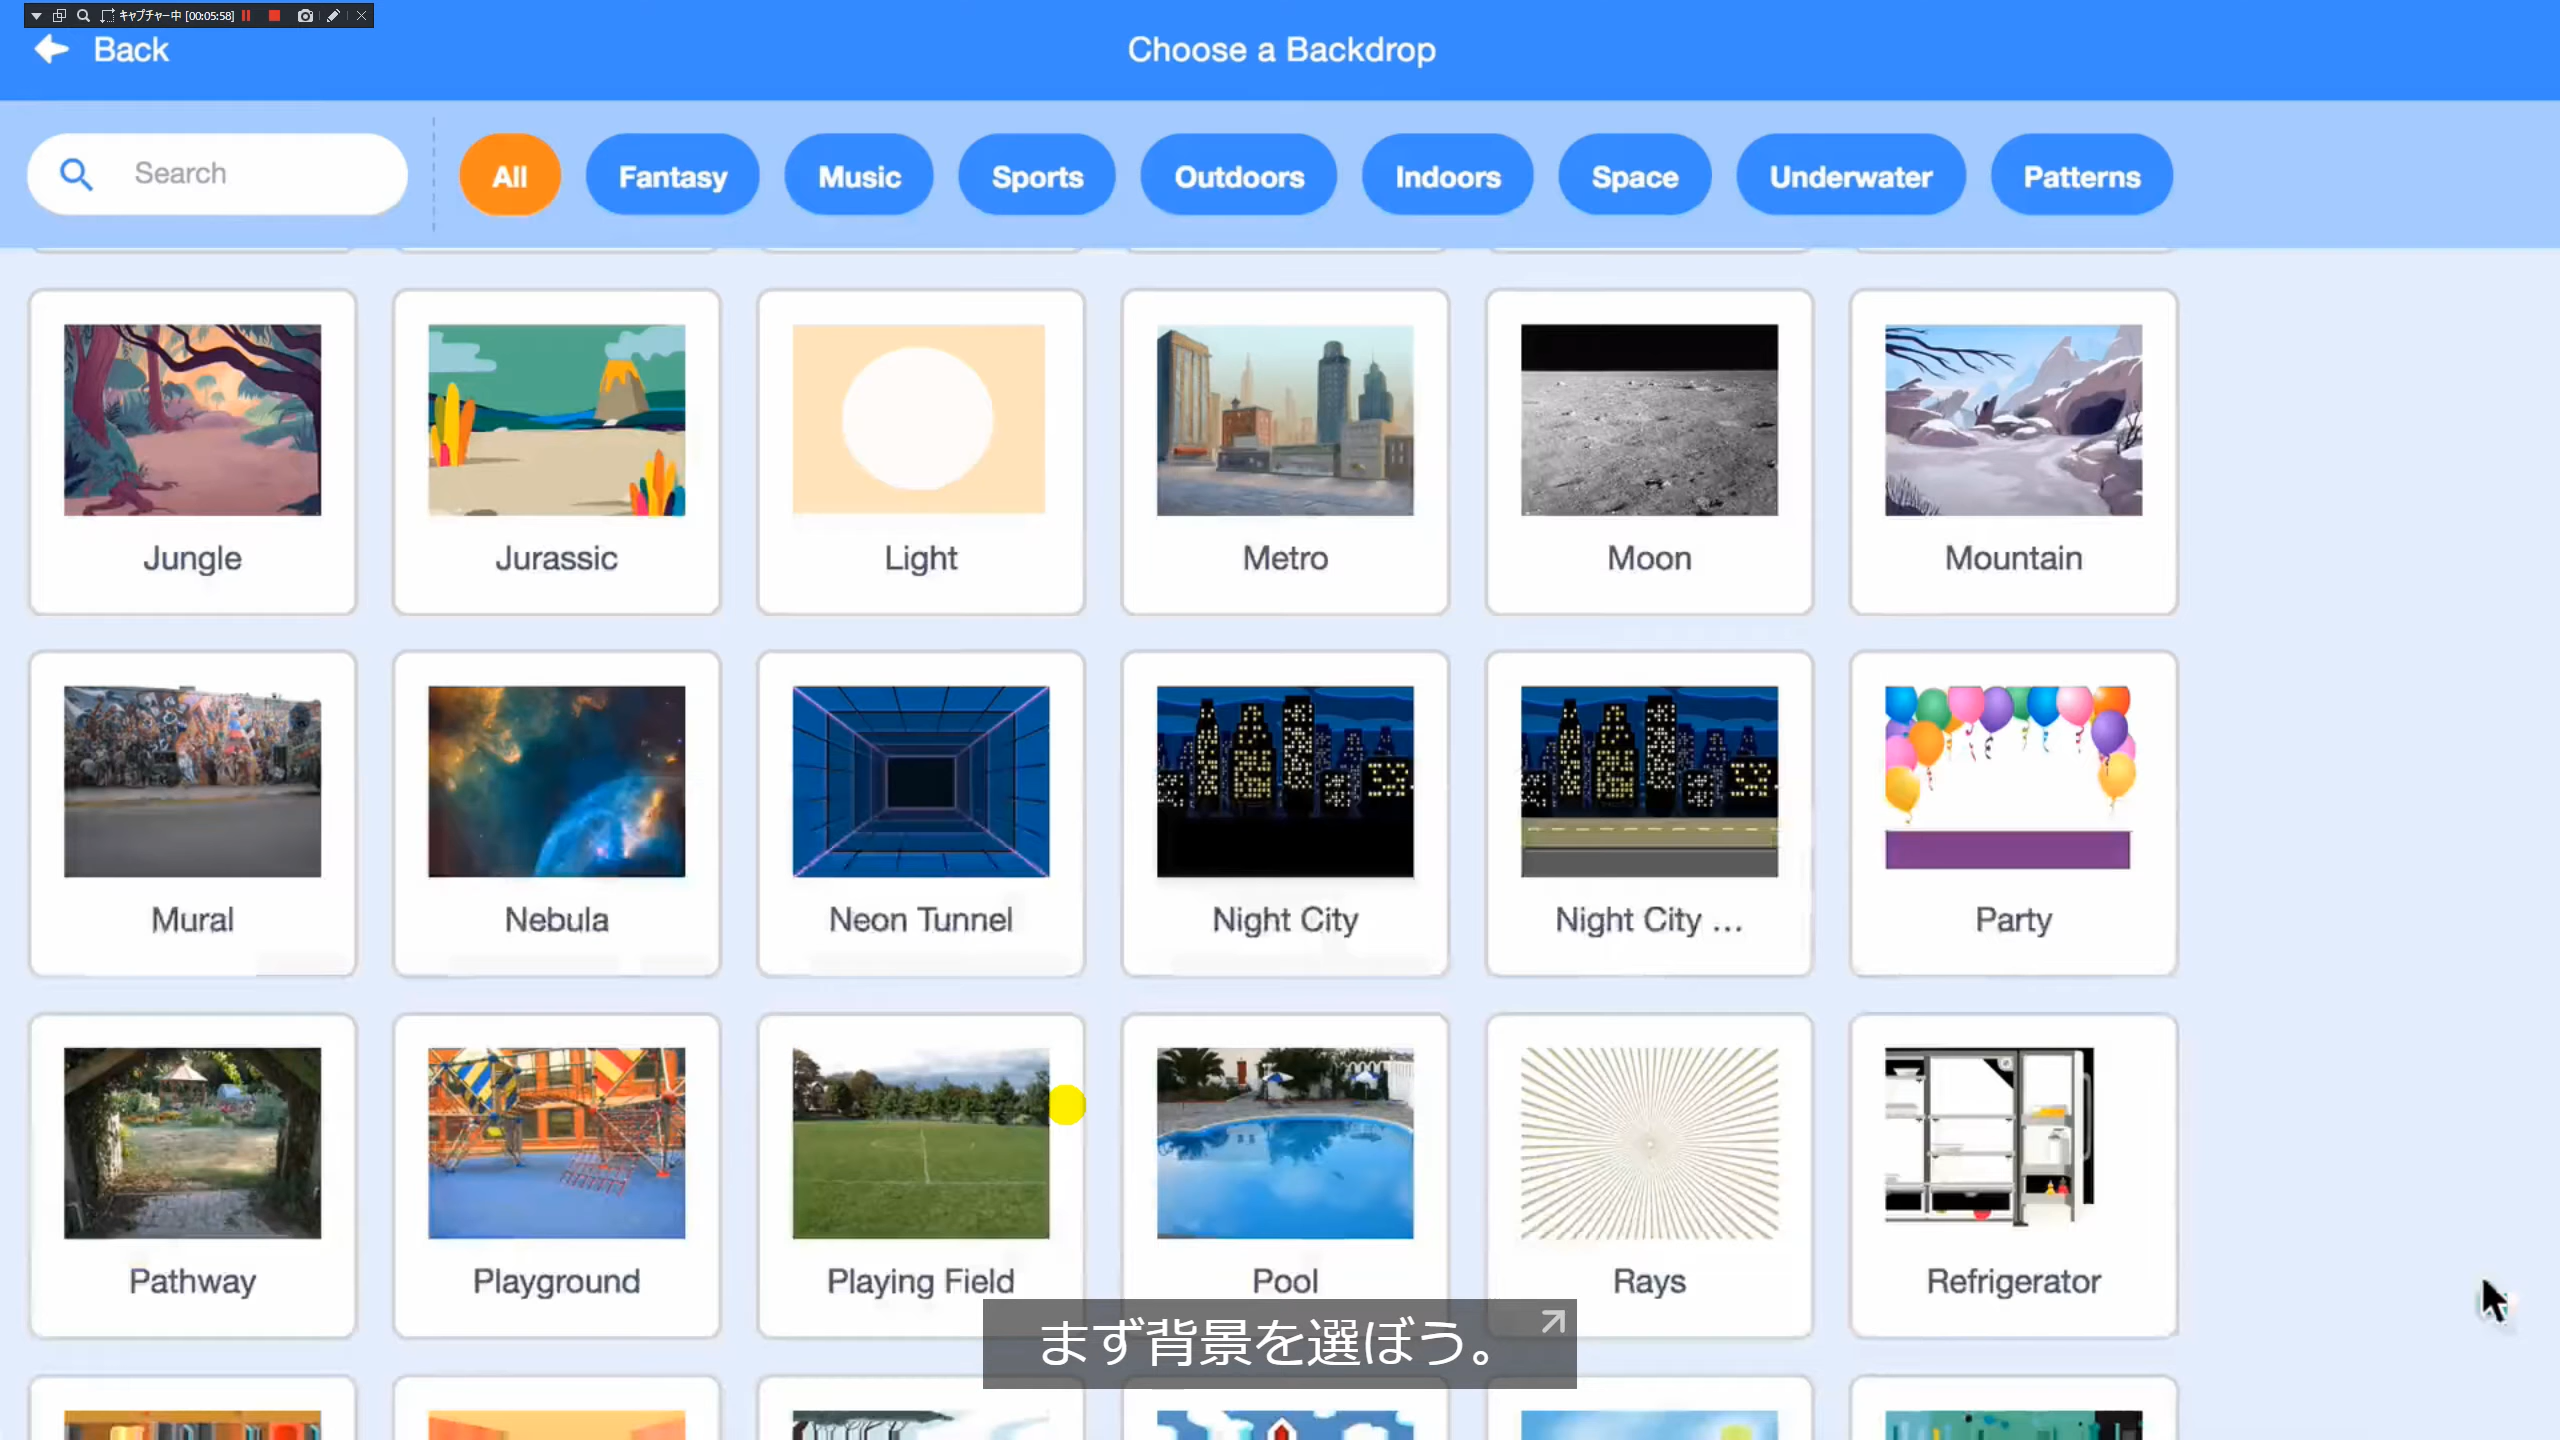 キャプチャー中 [00:05:58]
Back
Choose a Backdrop
Search
All
Fantasy
Music
Sports
Outdoors
Indoors
Space
Underwater
Patterns
Jungle
Jurassic
Light
Metro
Moon
Mountain
Mural
Nebula
Neon Tunnel
Night City
Night City ...
Party
Pathway
Playground
Playing Field
Pool
Rays
Refrigerator
まず背景を選ぼう。